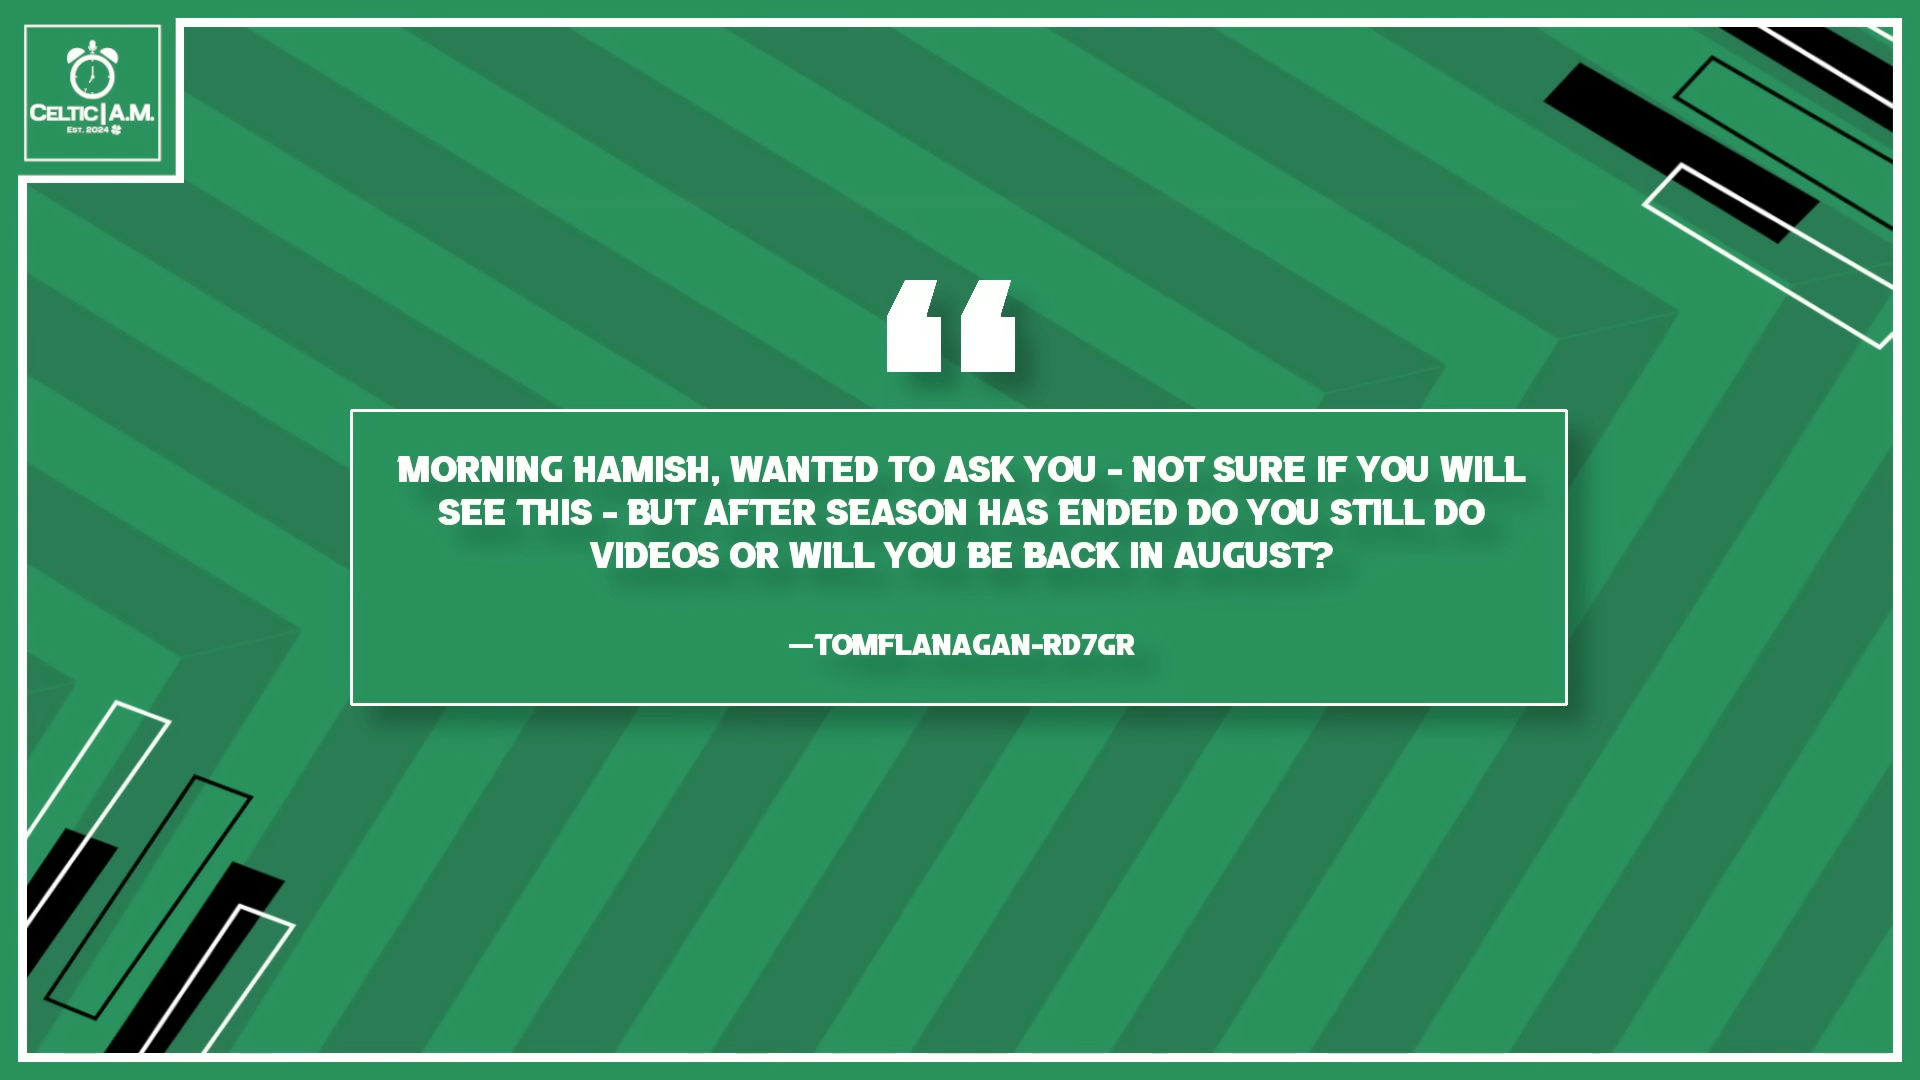 CELTIC|A.M.
EST. 2024
“
MORNING HAMISH, WANTED TO ASK YOU - NOT SURE IF YOU WILL
SEE THIS - BUT AFTER SEASON HAS ENDED DO YOU STILL DO
VIDEOS OR WILL YOU BE BACK IN AUGUST?
—TOMFLANAGAN-RD7GR